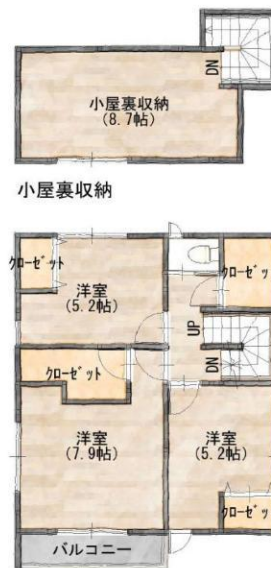 DN
小屋裏収納
(8.7帖)
小屋裏収納
クローゼット
クローゼット
洋室
(5.2帖)
UP
DN
クローゼット
洋室
(7.9帖)
洋室
(5.2帖)
クローゼット
バルコニー